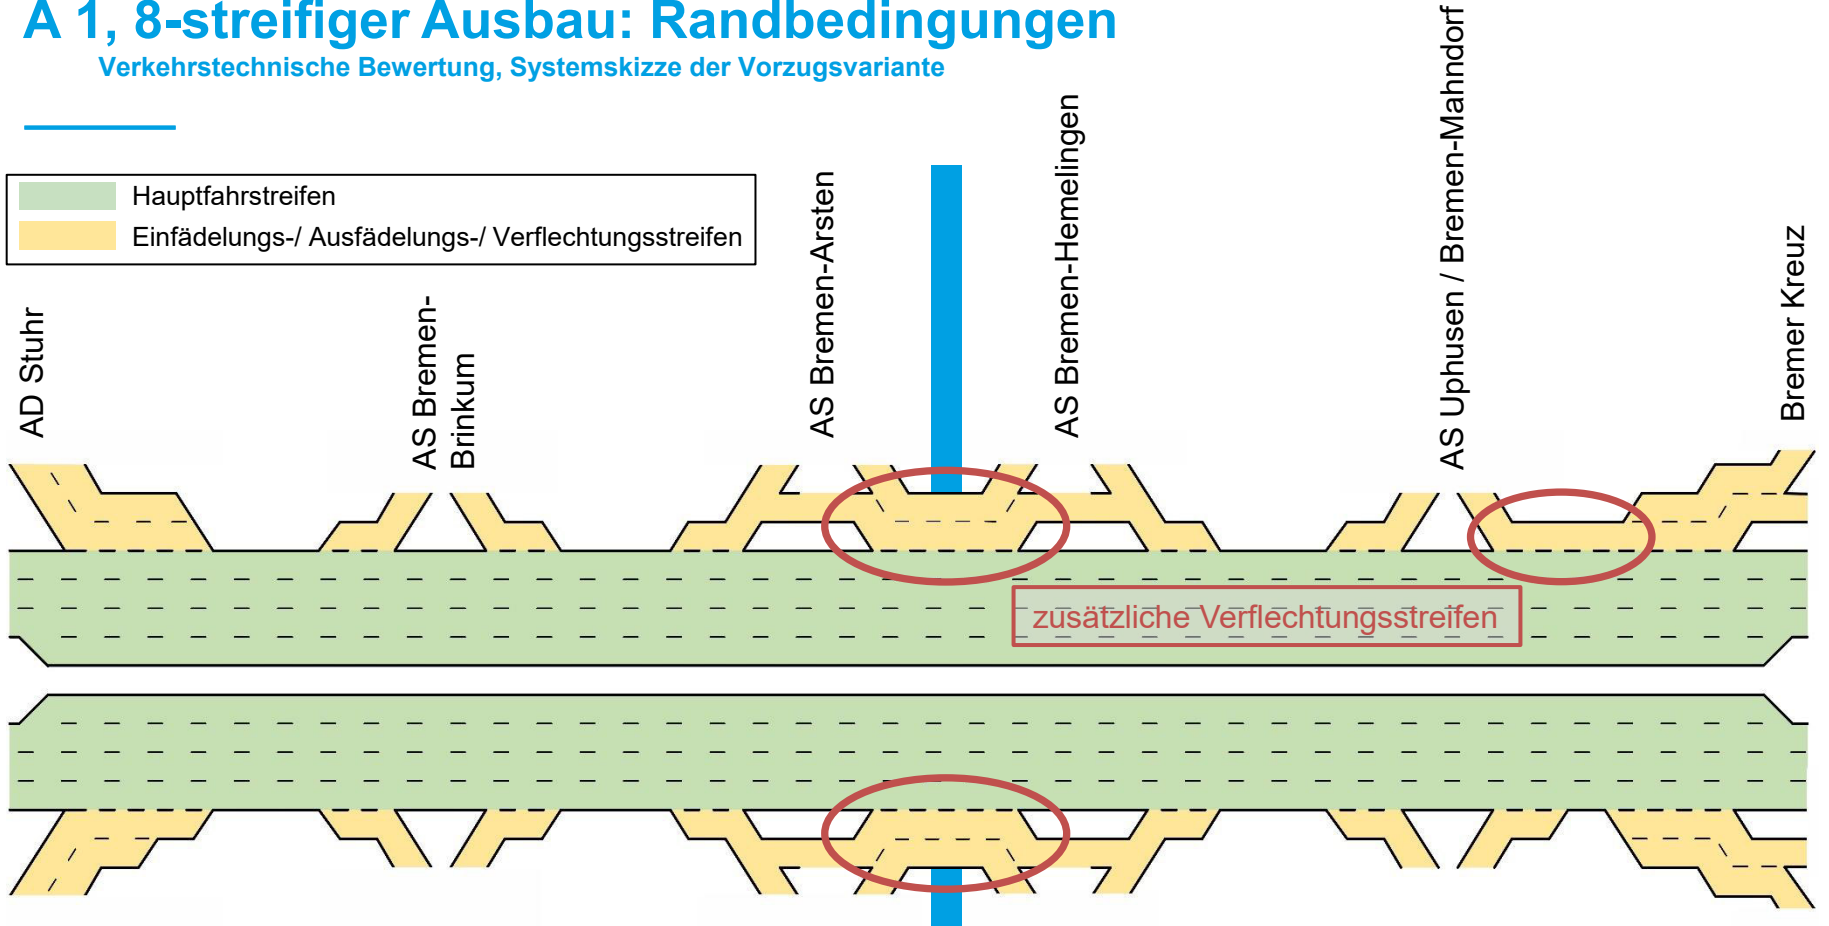 A 1, 8-streifiger Ausbau: Randbedingungen
Verkehrstechnische Bewertung, Systemskizze der Vorzugsvariante
Hauptfahrstreifen
Einfädelungs-/ Ausfädelungs-/ Verflechtungsstreifen
AD Stuhr
AS Bremen-
Brinkum
AS Bremen-Arsten
AS Bremen-Hemelingen
AS Uphusen / Bremen-Mahndorf
Bremer Kreuz
zusätzliche Verflechtungsstreifen